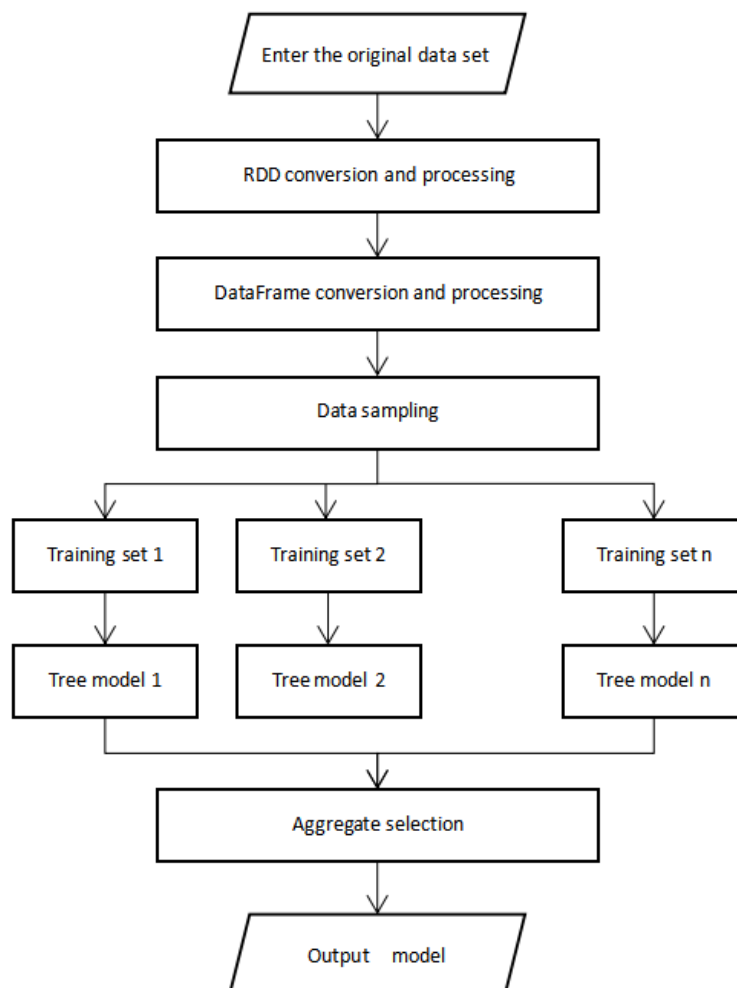 Enter the original data set
RDD conversion and processing
DataFrame conversion and processing
Data sampling
Training set 1
Training set 2
Training set n
Tree model 1
Tree model 2
Tree model n
Aggregate selection
Output model